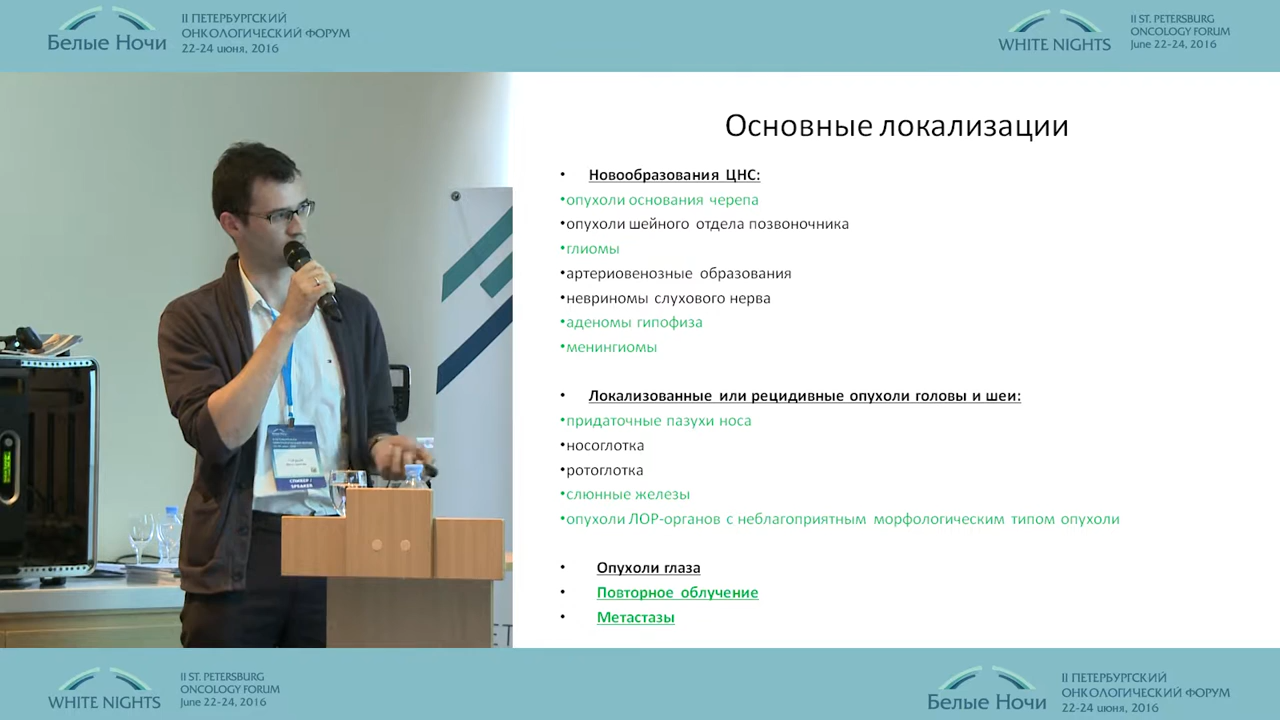 Белые Ночи
II ПЕТЕРБУРГСКИЙ
ОНКОЛОГИЧЕСКИЙ ФОРУМ
22-24 июня, 2016
WHITE NIGHTS
II ST. PETERSBURG
ONCOLOGY FORUM
June 22-24, 2016
Основные локализации
• Новообразования ЦНС:
•опухоли основания черепа
•опухоли шейного отдела позвоночника
•глиомы
•артериовенозные образования
•невриномы слухового нерва
•аденомы гипофиза
•менингиомы
• Локализованные или рецидивные опухоли головы и шеи:
•придаточные пазухи носа
•носоглотка
•ротоглотка
•слюнные железы
•опухоли ЛОР-органов с неблагоприятным морфологическим типом опухоли
• Опухоли глаза
• Повторное облучение
• Метастазы
СПИКЕР /
SPEAKER
WHITE NIGHTS
II ST. PETERSBURG
ONCOLOGY FORUM
June 22-24, 2016
Белые Ночи
II ПЕТЕРБУРГСКИЙ
ОНКОЛОГИЧЕСКИЙ ФОРУМ
22-24 июня, 2016